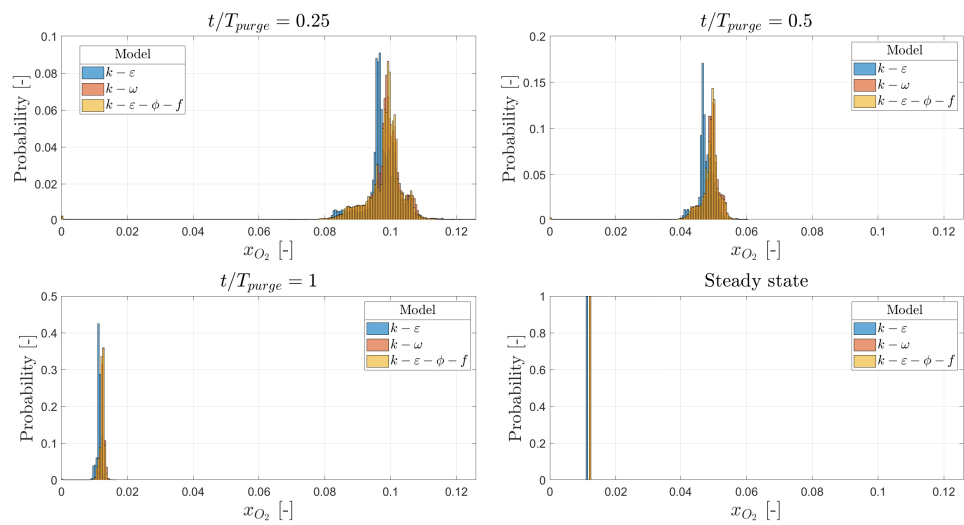 t/T_purge = 0.25
Probability [-]
0.1
0.08
0.06
0.04
0.02
0
Model
k − ε
k − ω
k − ε − ϕ − f
0 0.02 0.04 0.06 0.08 0.1 0.12
x_O₂ [-]
t/T_purge = 0.5
Probability [-]
0.2
0.15
0.1
0.05
0
Model
k − ε
k − ω
k − ε − ϕ − f
0 0.02 0.04 0.06 0.08 0.1 0.12
x_O₂ [-]
t/T_purge = 1
Probability [-]
0.5
0.4
0.3
0.2
0.1
0
Model
k − ε
k − ω
k − ε − ϕ − f
0 0.02 0.04 0.06 0.08 0.1 0.12
x_O₂ [-]
Steady state
Probability [-]
1
0.8
0.6
0.4
0.2
0
Model
k − ε
k − ω
k − ε − ϕ − f
0 0.02 0.04 0.06 0.08 0.1 0.12
x_O₂ [-]